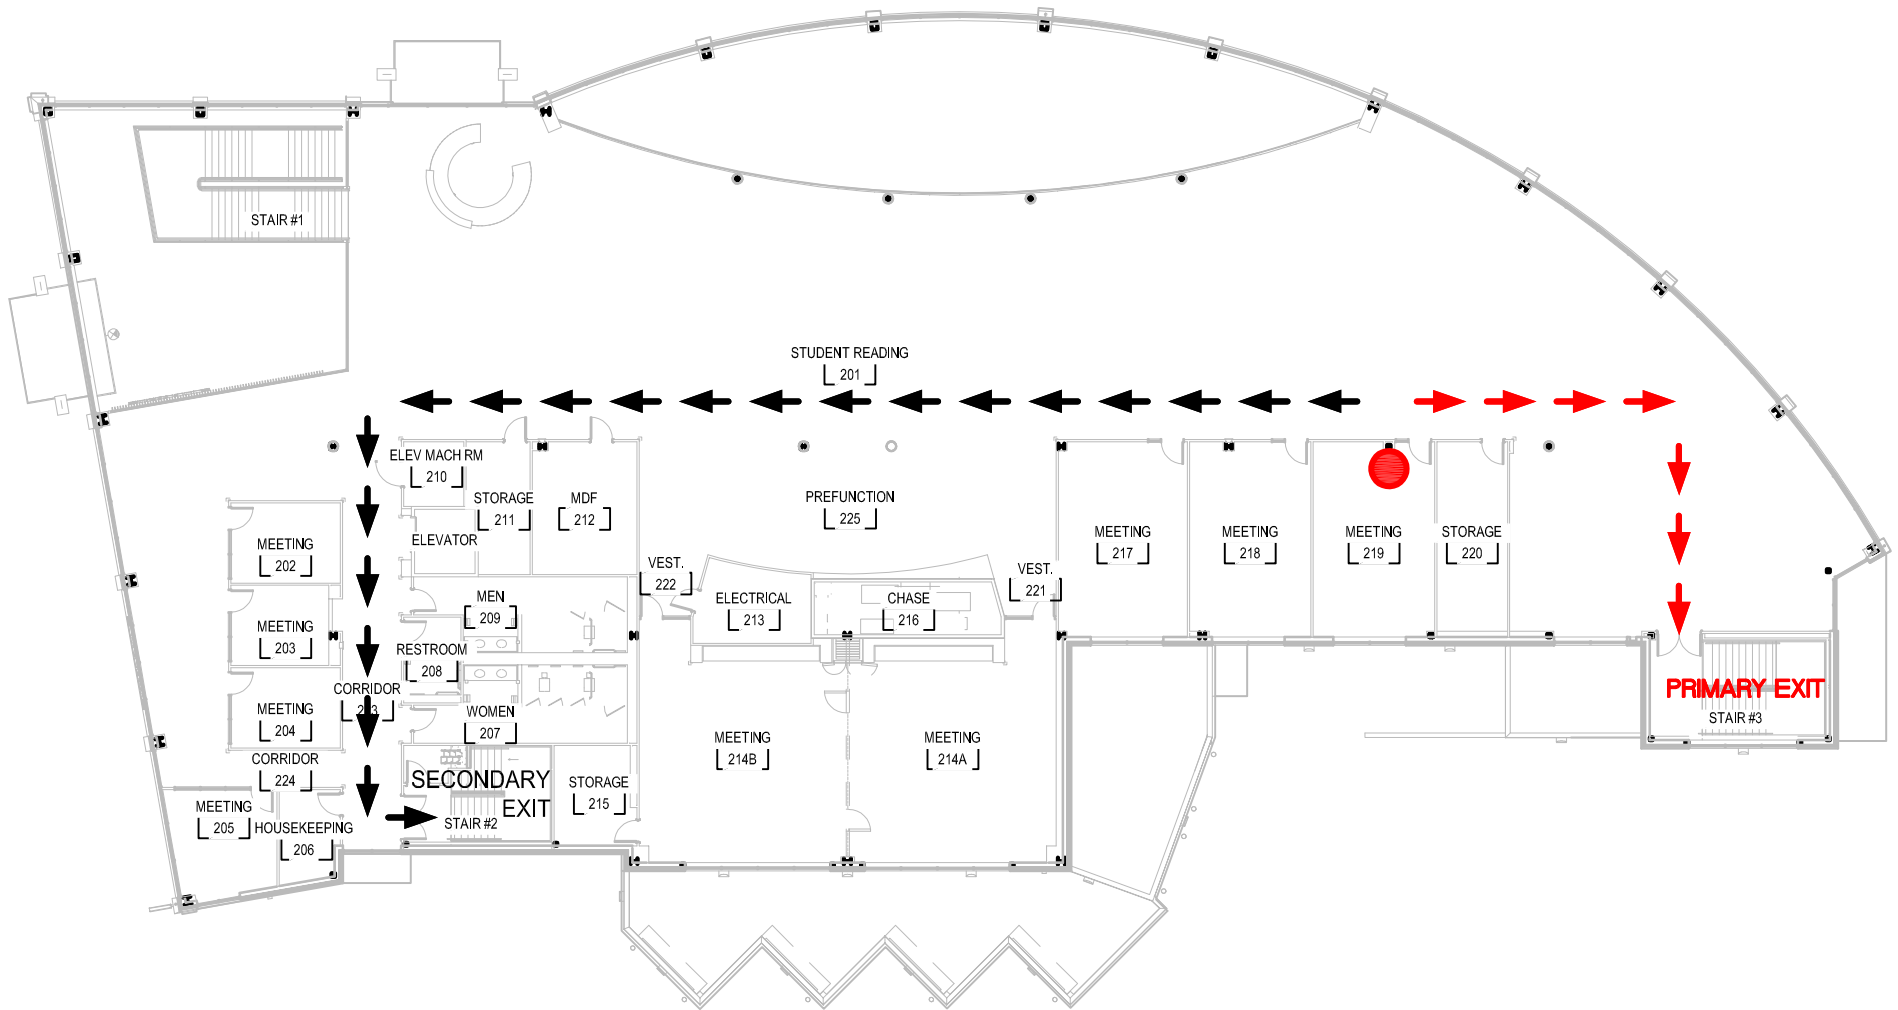 STAIR #1
STUDENT READING
201
ELEV MACH RM
210
STORAGE
211
MDF
212
PREFUNCTION
225
ELEVATOR
MEETING
202
MEETING
217
MEETING
218
MEETING
219
STORAGE
220
VEST.
222
VEST.
221
MEN
209
ELECTRICAL
213
CHASE
216
MEETING
203
RESTROOM
208
CORRIDOR
PRIMARY EXIT
STAIR #3
MEETING
204
WOMEN
207
MEETING
214B
MEETING
214A
CORRIDOR
224
SECONDARY
EXIT
STORAGE
215
MEETING
205
HOUSEKEEPING
206
STAIR #2